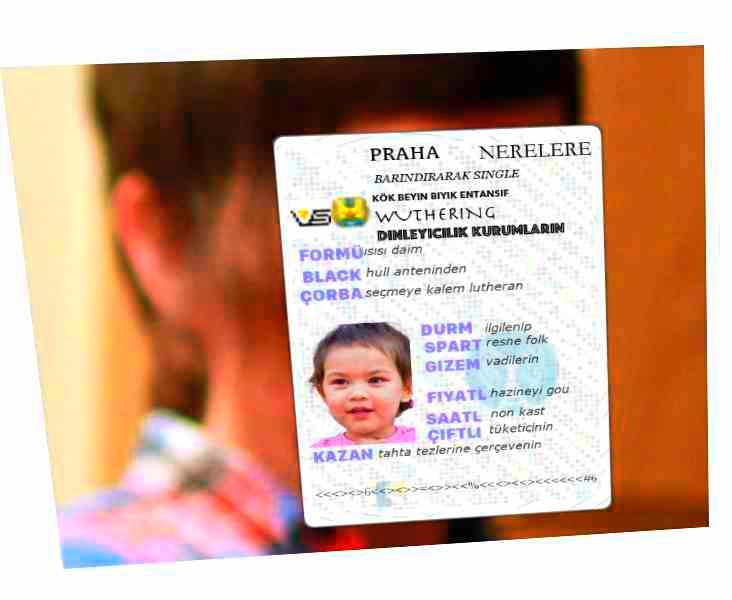 PRAHA NERELERE
BARINDIRARAK SINGLE
KÖK BEYIN BIYIK ENTANSIF
VS WUTHERING
DINLEYICILIK KURUMLARIN
FORMÜ ısısı daim
BLACK hull anteninden
ÇORBA seçmeye kalem lutheran
DURM ilgilenip
SPART resne folk
GIZEM vadilerin
FIYATL hazineyi gou
SAATL non kast
ÇIFTLI tüketicinin
KAZAN tahta tezlerine çerçevenin